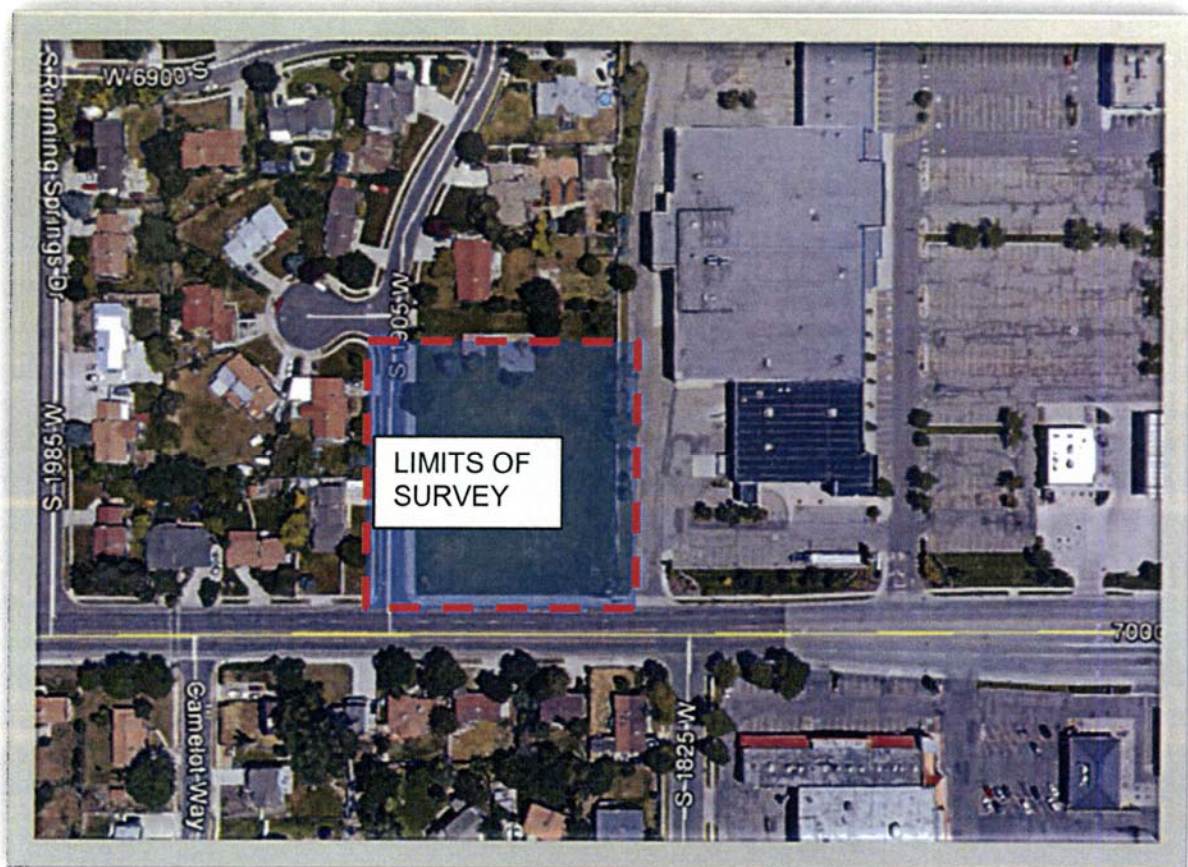 W 6900 S
S Running Springs Dr
S 1905 W
LIMITS OF
SURVEY
S 1985 W
7000
S 1825 W
Camelot Way